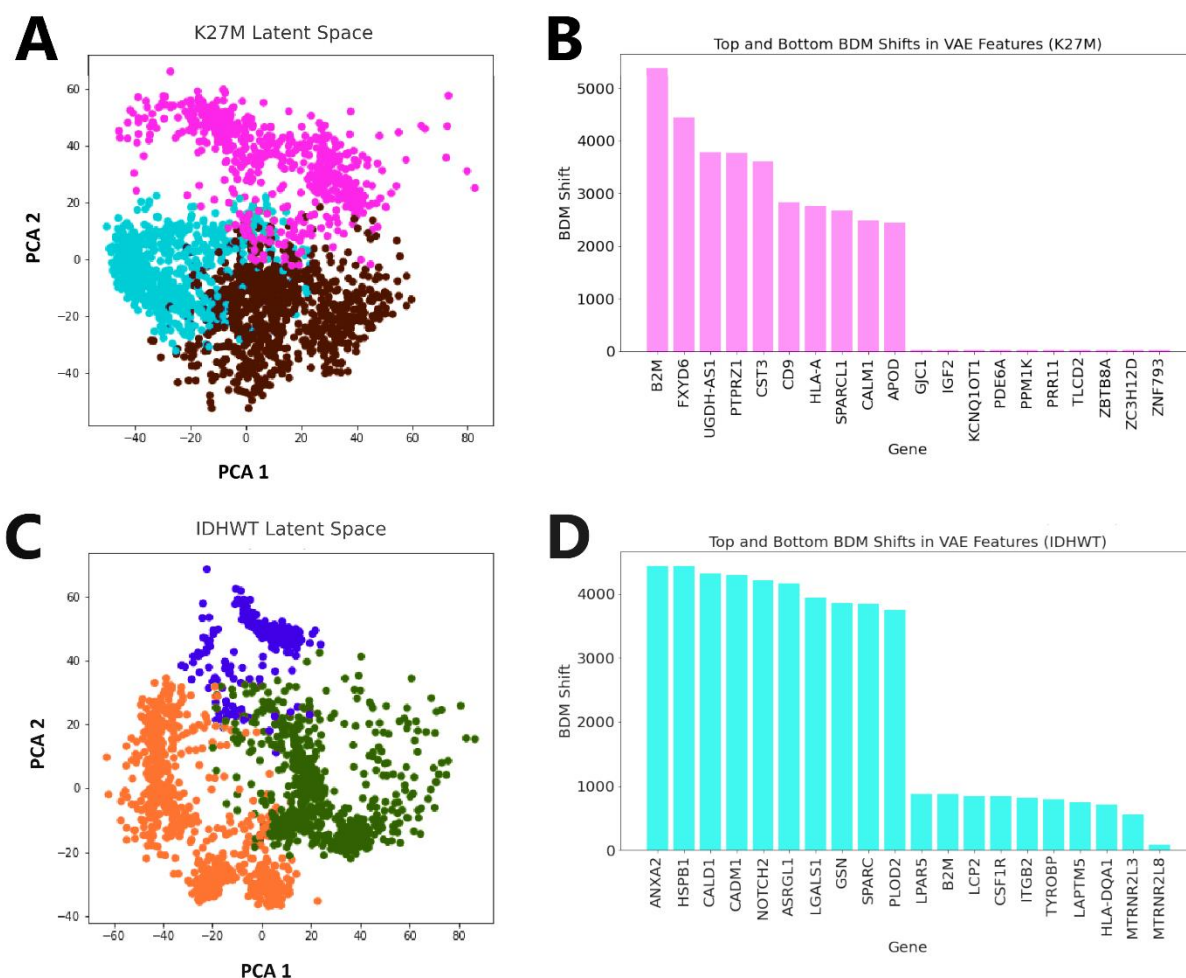 A
K27M Latent Space
PCA 2
60
40
20
0
−20
−40
−40
−20
0
20
40
60
80
PCA 1
B
Top and Bottom BDM Shifts in VAE Features (K27M)
BDM Shift
5000
4000
3000
2000
1000
0
B2M
FXYD6
UGDH-AS1
PTPRZ1
CST3
CD9
HLA-A
SPARCL1
CALM1
APOD
GJC1
IGF2
KCNQ1OT1
PDE6A
PPM1K
PRR11
TLCD2
ZBTB8A
ZC3H12D
ZNF793
Gene
C
IDHWT Latent Space
PCA 2
60
40
20
0
−20
−40
−60
−40
−20
0
20
40
60
80
PCA 1
D
Top and Bottom BDM Shifts in VAE Features (IDHWT)
BDM Shift
4000
3000
2000
1000
0
ANXA2
HSPB1
CALD1
CADM1
NOTCH2
ASRGL1
LGALS1
GSN
SPARC
PLOD2
LPAR5
B2M
LCP2
CSF1R
ITGB2
TYROBP
LAPTM5
HLA-DQA1
MTRNR2L3
MTRNR2L8
Gene